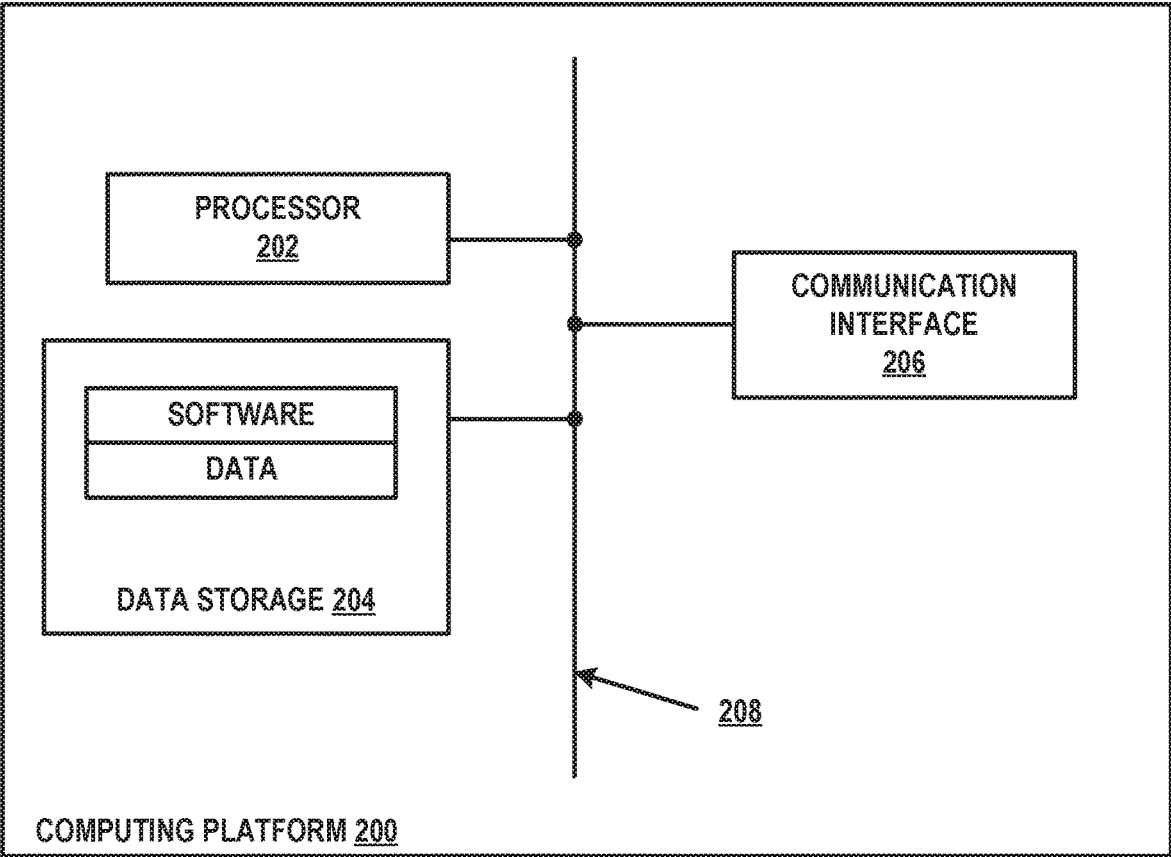 PROCESSOR
202
COMMUNICATION
INTERFACE
206
SOFTWARE
DATA
DATA STORAGE 204
208
COMPUTING PLATFORM 200